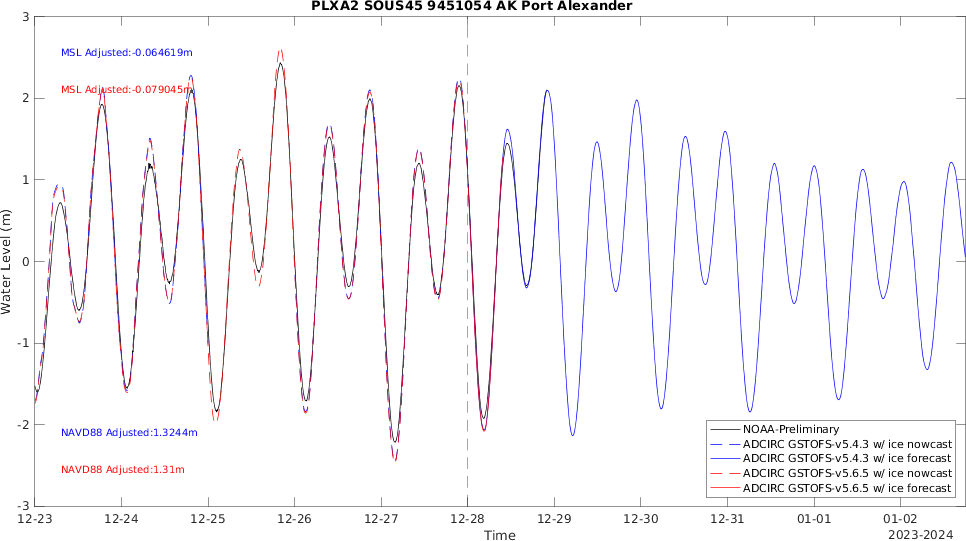 PLXA2 SOUS45 9451054 AK Port Alexander
3
2
1
0
-1
-2
-3
Water Level (m)
MSL Adjusted:-0.064619m
MSL Adjusted:-0.079045m
NAVD88 Adjusted:1.3244m
NAVD88 Adjusted:1.31m
NOAA-Preliminary
ADCIRC GSTOFS-v5.4.3 w/ ice nowcast
ADCIRC GSTOFS-v5.4.3 w/ ice forecast
ADCIRC GSTOFS-v5.6.5 w/ ice nowcast
ADCIRC GSTOFS-v5.6.5 w/ ice forecast
12-23 12-24 12-25 12-26 12-27 12-28 12-29 12-30 12-31 01-01 01-02
Time
2023-2024